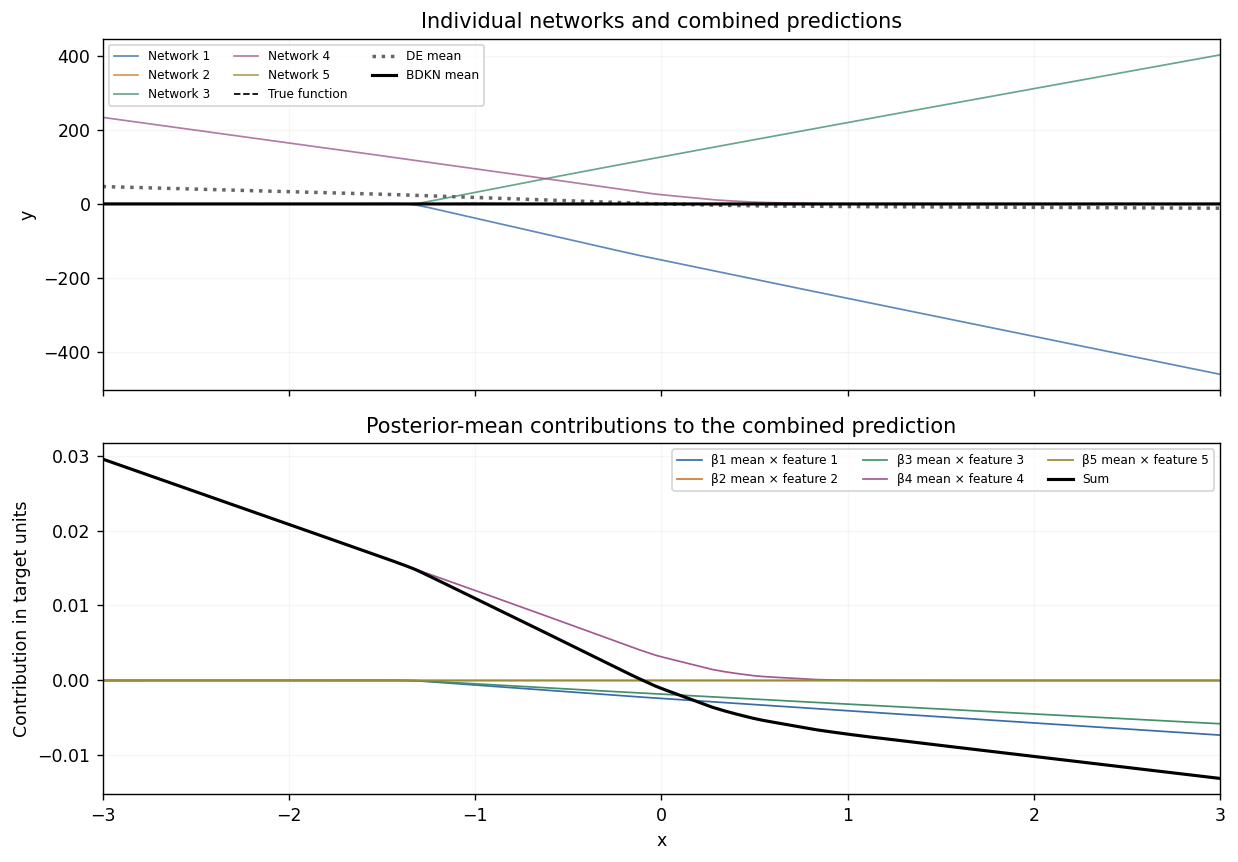 Individual networks and combined predictions
Network 1 Network 4 DE mean
Network 2 Network 5 BDKN mean
Network 3 True function
400
200
0
−200
−400
y
Posterior-mean contributions to the combined prediction
β1 mean × feature 1 β3 mean × feature 3 β5 mean × feature 5
β2 mean × feature 2 β4 mean × feature 4 Sum
0.03
0.02
0.01
0.00
−0.01
Contribution in target units
−3 −2 −1 0 1 2 3
x